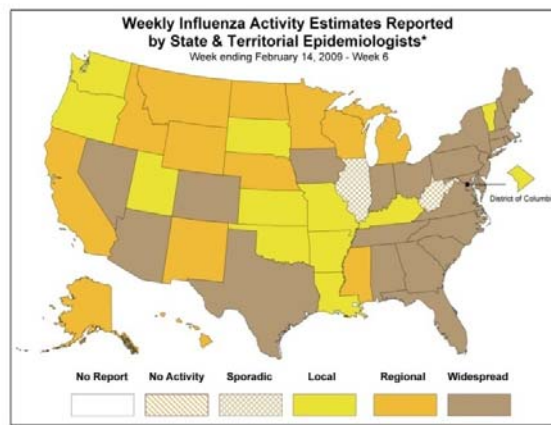 Weekly Influenza Activity Estimates Reported
by State & Territorial Epidemiologists*
Week ending February 14, 2009 - Week 6
District of Columbia
No Report No Activity Sporadic Local Regional Widespread